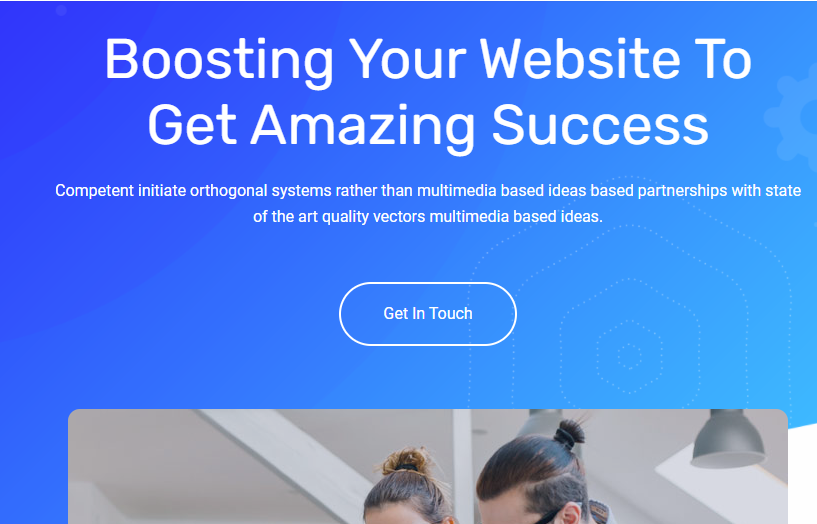 Boosting Your Website To
Get Amazing Success
Competent initiate orthogonal systems rather than multimedia based ideas based partnerships with state
of the art quality vectors multimedia based ideas.
Get In Touch